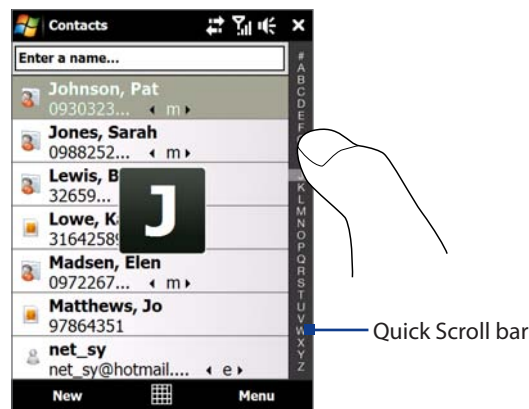 Contacts
Enter a name...
Johnson, Pat
0930323... m
Jones, Sarah
0988252... m
Lewis, B
32659...
Lowe, K
3164258
Madsen, Elen
0972267... m
Matthews, Jo
97864351
net_sy
net_sy@hotmail.... e
J
#
A
B
C
D
E
F
J
K
L
M
N
O
P
Q
R
S
T
U
V
W
X
Y
Z
Quick Scroll bar
New
Menu